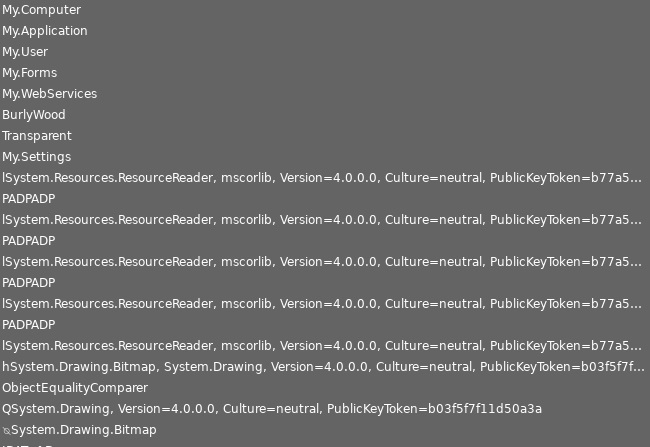 My.Computer
My.Application
My.User
My.Forms
My.WebServices
BurlyWood
Transparent
My.Settings
lSystem.Resources.ResourceReader, mscorlib, Version=4.0.0.0, Culture=neutral, PublicKeyToken=b77a5...
PADPADP
lSystem.Resources.ResourceReader, mscorlib, Version=4.0.0.0, Culture=neutral, PublicKeyToken=b77a5...
PADPADP
lSystem.Resources.ResourceReader, mscorlib, Version=4.0.0.0, Culture=neutral, PublicKeyToken=b77a5...
PADPADP
lSystem.Resources.ResourceReader, mscorlib, Version=4.0.0.0, Culture=neutral, PublicKeyToken=b77a5...
PADPADP
lSystem.Resources.ResourceReader, mscorlib, Version=4.0.0.0, Culture=neutral, PublicKeyToken=b77a5...
hSystem.Drawing.Bitmap, System.Drawing, Version=4.0.0.0, Culture=neutral, PublicKeyToken=b03f5f7f...
ObjectEqualityComparer
QSystem.Drawing, Version=4.0.0.0, Culture=neutral, PublicKeyToken=b03f5f7f11d50a3a
System.Drawing.Bitmap